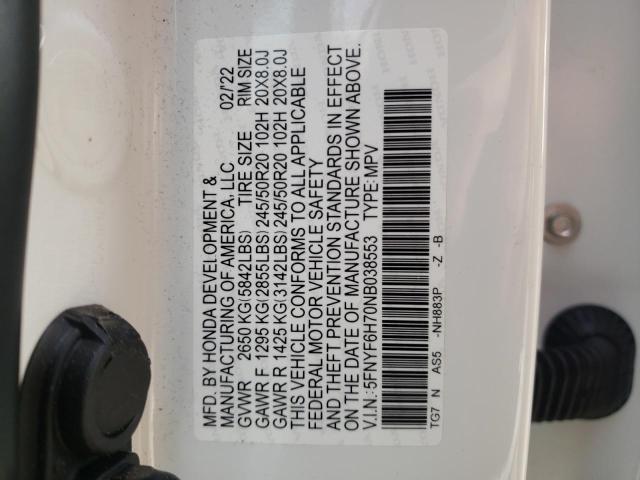 MFD. BY HONDA DEVELOPMENT &
MANUFACTURING OF AMERICA, LLC. 02/'22
GVWR 2650 KG(5842LBS) TIRE SIZE RIM SIZE
GAWR F 1295 KG(2855LBS) 245/50R20 102H 20X8.0J
GAWR R 1425 KG(3142LBS) 245/50R20 102H 20X8.0J
THIS VEHICLE CONFORMS TO ALL APPLICABLE
FEDERAL MOTOR VEHICLE SAFETY
AND THEFT PREVENTION STANDARDS IN EFFECT
ON THE DATE OF MANUFACTURE SHOWN ABOVE.
V.I.N.:5FNYF6H70NB038553 TYPE:MPV
TG7 N AS5 -NH883P -Z -B